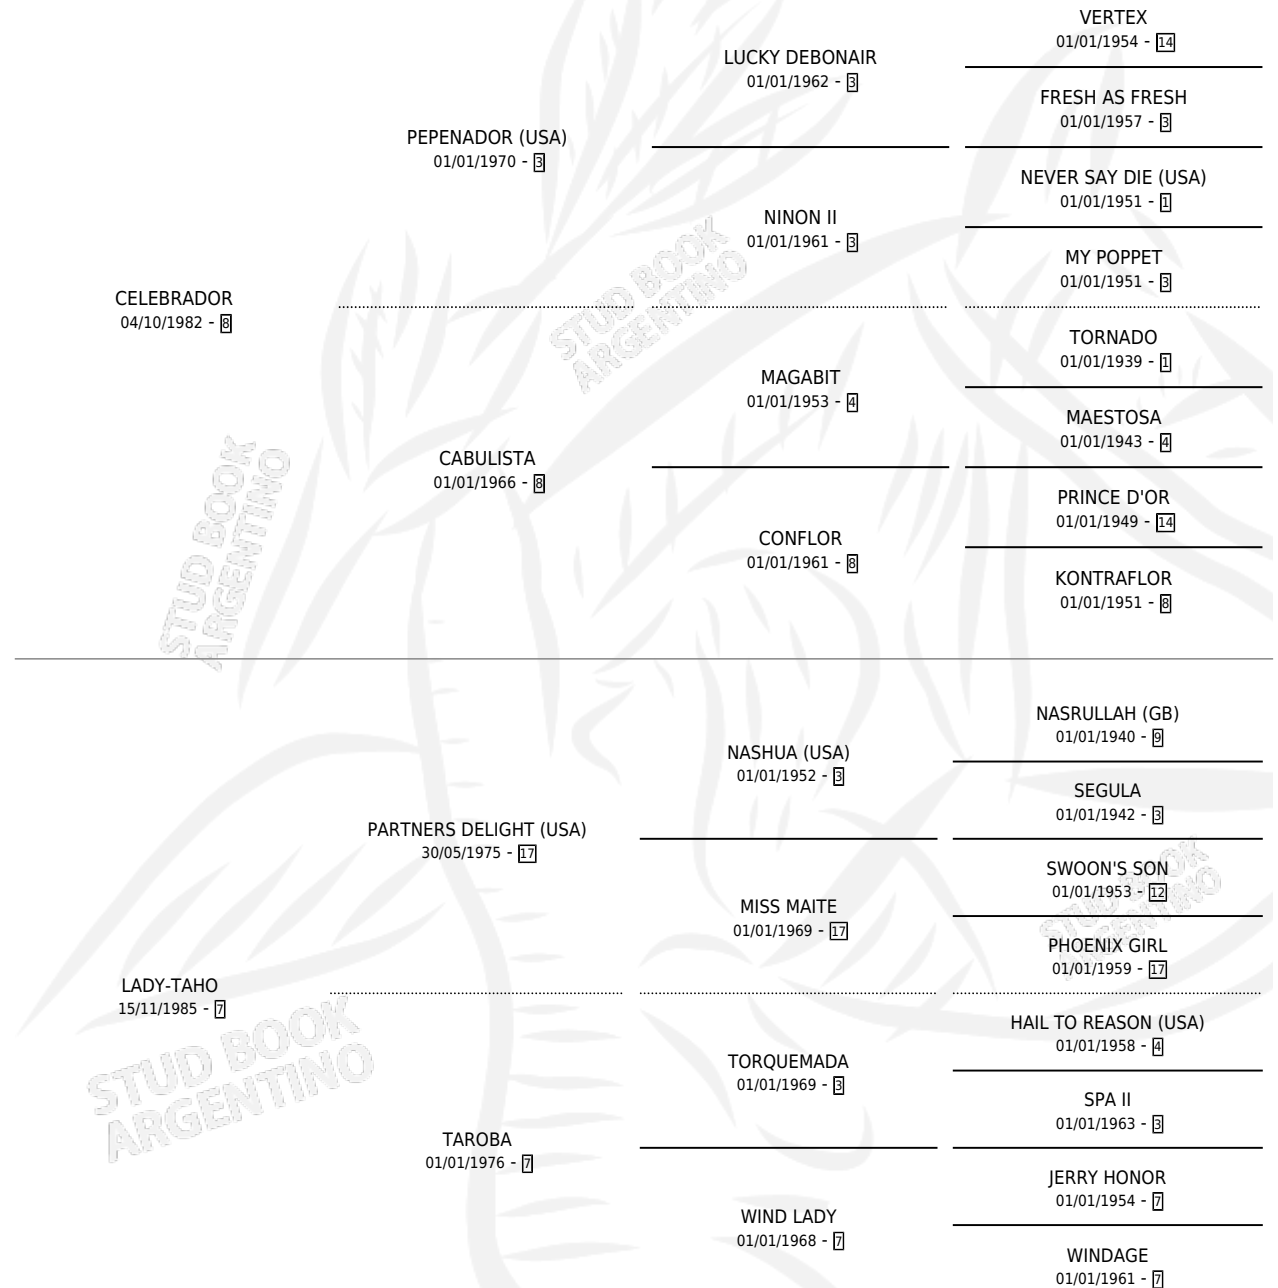 VERTEX
01/01/1954 - 14
LUCKY DEBONAIR
01/01/1962 - 3
FRESH AS FRESH
01/01/1957 - 3
PEPENADOR (USA)
01/01/1970 - 3
NEVER SAY DIE (USA)
01/01/1951 - 1
NINON II
01/01/1961 - 3
MY POPPET
01/01/1951 - 3
CELEBRADOR
04/10/1982 - 8
STUD BOOK
ARGENTINO
TORNADO
01/01/1939 - 1
MAGABIT
01/01/1953 - 4
MAESTOSA
01/01/1943 - 4
CABULISTA
01/01/1966 - 8
PRINCE D'OR
01/01/1949 - 14
CONFLOR
01/01/1961 - 8
KONTRAFLOR
01/01/1951 - 8
STUD BOOK
ARGENTINO
NASRULLAH (GB)
01/01/1940 - 9
NASHUA (USA)
01/01/1952 - 3
SEGULA
01/01/1942 - 3
PARTNERS DELIGHT (USA)
30/05/1975 - 17
SWOON'S SON
01/01/1953 - 12
MISS MAITE
01/01/1969 - 17
STUD BOOK
ARGENTINO
PHOENIX GIRL
01/01/1959 - 17
LADY-TAHO
15/11/1985 - 7
HAIL TO REASON (USA)
01/01/1958 - 4
TORQUEMADA
01/01/1969 - 3
STUD BOOK
ARGENTINO
SPA II
01/01/1963 - 3
TAROBA
01/01/1976 - 7
JERRY HONOR
01/01/1954 - 7
WIND LADY
01/01/1968 - 7
WINDAGE
01/01/1961 - 7